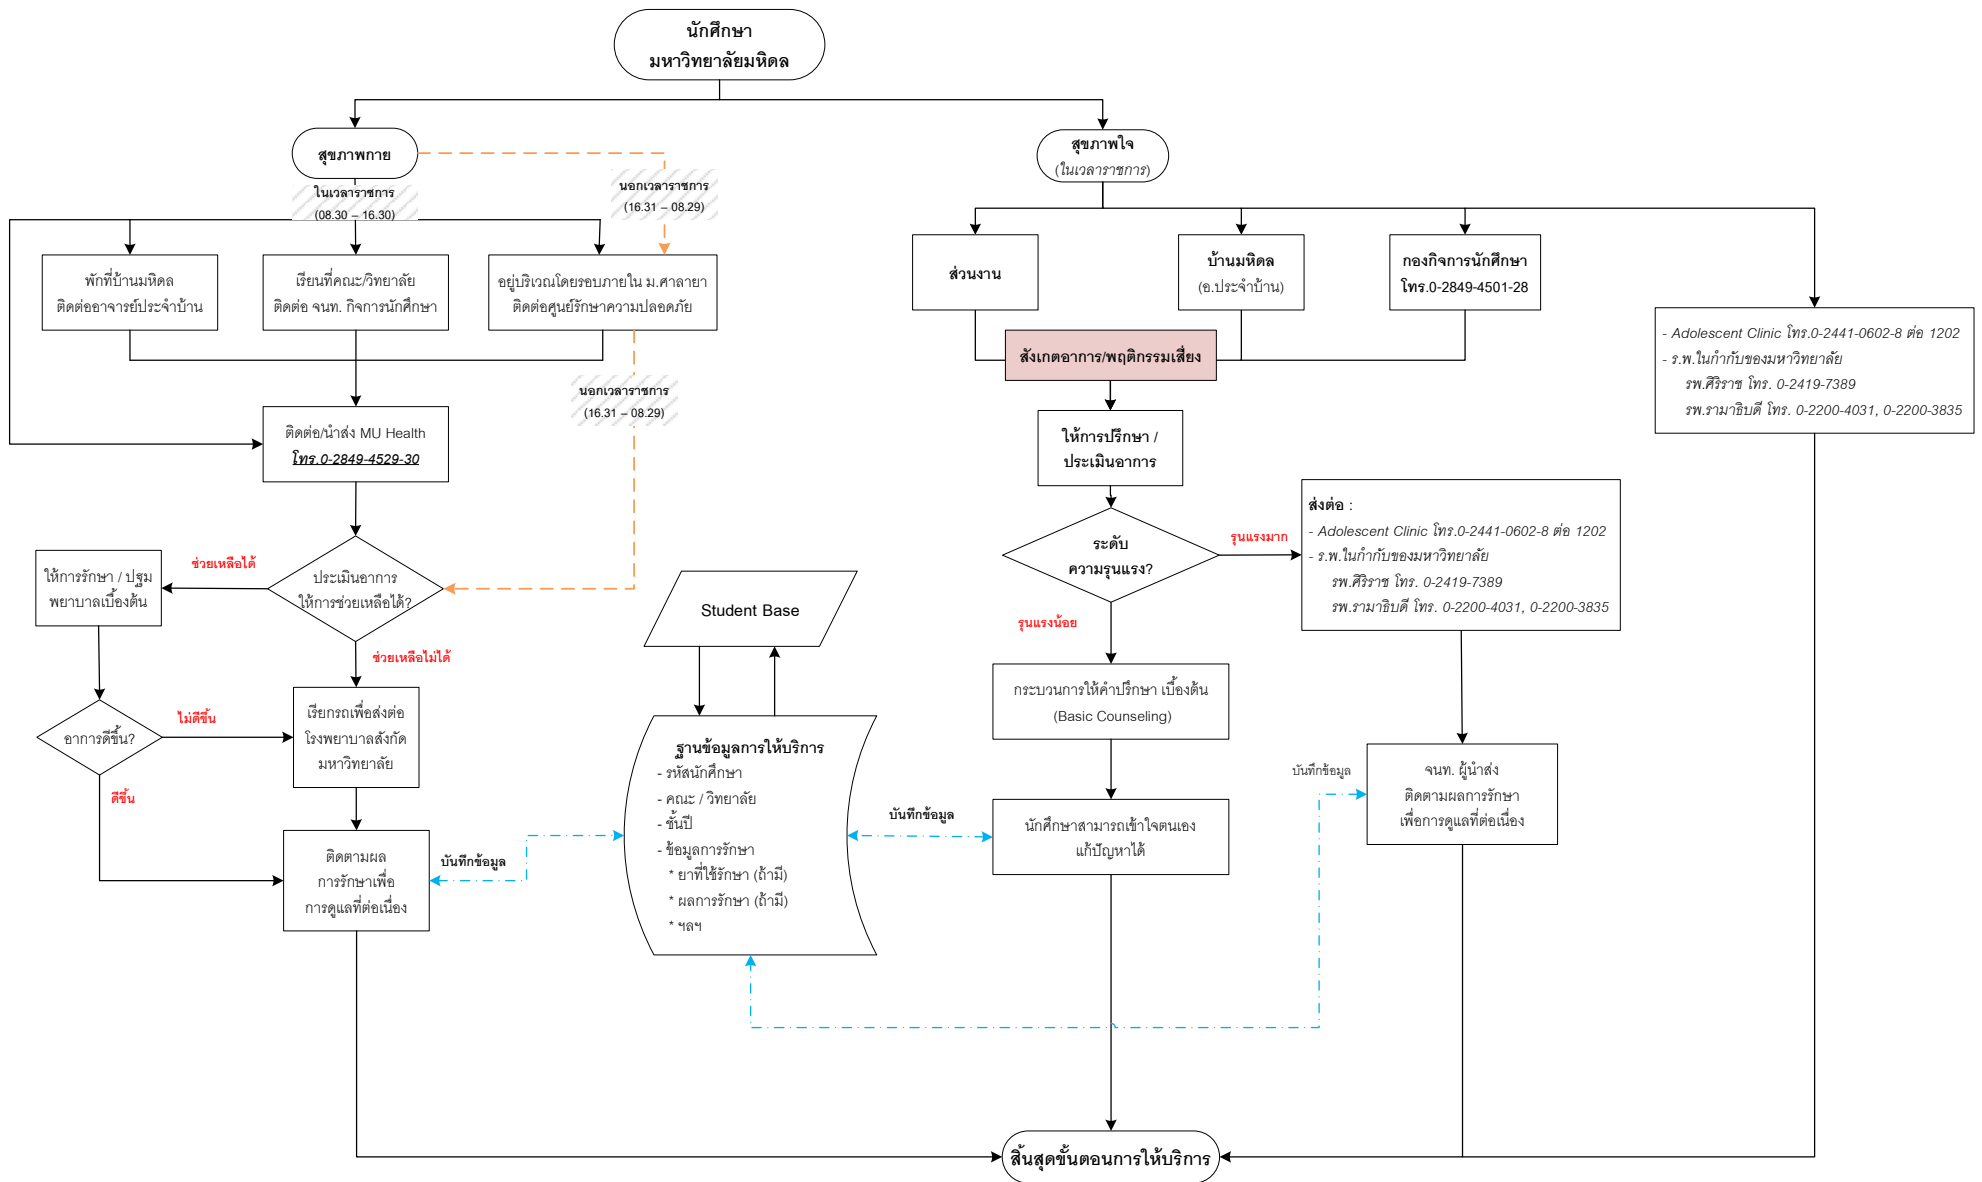 นักศึกษา
มหาวิทยาลัยมหิดล
สุขภาพกาย
สุขภาพใจ
(ในเวลาราชการ)
ในเวลาราชการ
(08.30 – 16.30)
นอกเวลาราชการ
(16.31 – 08.29)
พักที่บ้านมหิดล
ติดต่ออาจารย์ประจำบ้าน
เรียนที่คณะ/วิทยาลัย
ติดต่อ จนท. กิจการนักศึกษา
อยู่บริเวณโดยรอบภายใน ม.ศาลายา
ติดต่อศูนย์รักษาความปลอดภัย
ส่วนงาน
บ้านมหิดล
(อ.ประจำบ้าน)
กองกิจการนักศึกษา
โทร.0-2849-4501-28
- Adolescent Clinic โทร.0-2441-0602-8 ต่อ 1202
- ร.พ.ในกำกับของมหาวิทยาลัย
รพ.ศิริราช โทร. 0-2419-7389
รพ.รามาธิบดี โทร. 0-2200-4031, 0-2200-3835
สังเกตอาการ/พฤติกรรมเสี่ยง
นอกเวลาราชการ
(16.31 – 08.29)
ติดต่อ/นำส่ง MU Health
โทร.0-2849-4529-30
ให้การปรึกษา /
ประเมินอาการ
ส่งต่อ :
- Adolescent Clinic โทร.0-2441-0602-8 ต่อ 1202
- ร.พ.ในกำกับของมหาวิทยาลัย
รพ.ศิริราช โทร. 0-2419-7389
รพ.รามาธิบดี โทร. 0-2200-4031, 0-2200-3835
ระดับ
ความรุนแรง?
รุนแรงมาก
รุนแรงน้อย
ให้การรักษา / ปฐม
พยาบาลเบื้องต้น
ช่วยเหลือได้
ประเมินอาการ
ให้การช่วยเหลือได้?
ช่วยเหลือไม่ได้
Student Base
กระบวนการให้คำปรึกษา เบื้องต้น
(Basic Counseling)
อาการดีขึ้น?
ไม่ดีขึ้น
ดีขึ้น
เรียกรถเพื่อส่งต่อ
โรงพยาบาลสังกัด
มหาวิทยาลัย
ฐานข้อมูลการให้บริการ
- รหัสนักศึกษา
- คณะ / วิทยาลัย
- ชั้นปี
- ข้อมูลการรักษา
* ยาที่ใช้รักษา (ถ้ามี)
* ผลการรักษา (ถ้ามี)
* ฯลฯ
บันทึกข้อมูล
จนท. ผู้นำส่ง
ติดตามผลการรักษา
เพื่อการดูแลที่ต่อเนื่อง
บันทึกข้อมูล
นักศึกษาสามารถเข้าใจตนเอง
แก้ปัญหาได้
ติดตามผล
การรักษาเพื่อ
การดูแลที่ต่อเนื่อง
บันทึกข้อมูล
สิ้นสุดขั้นตอนการให้บริการ